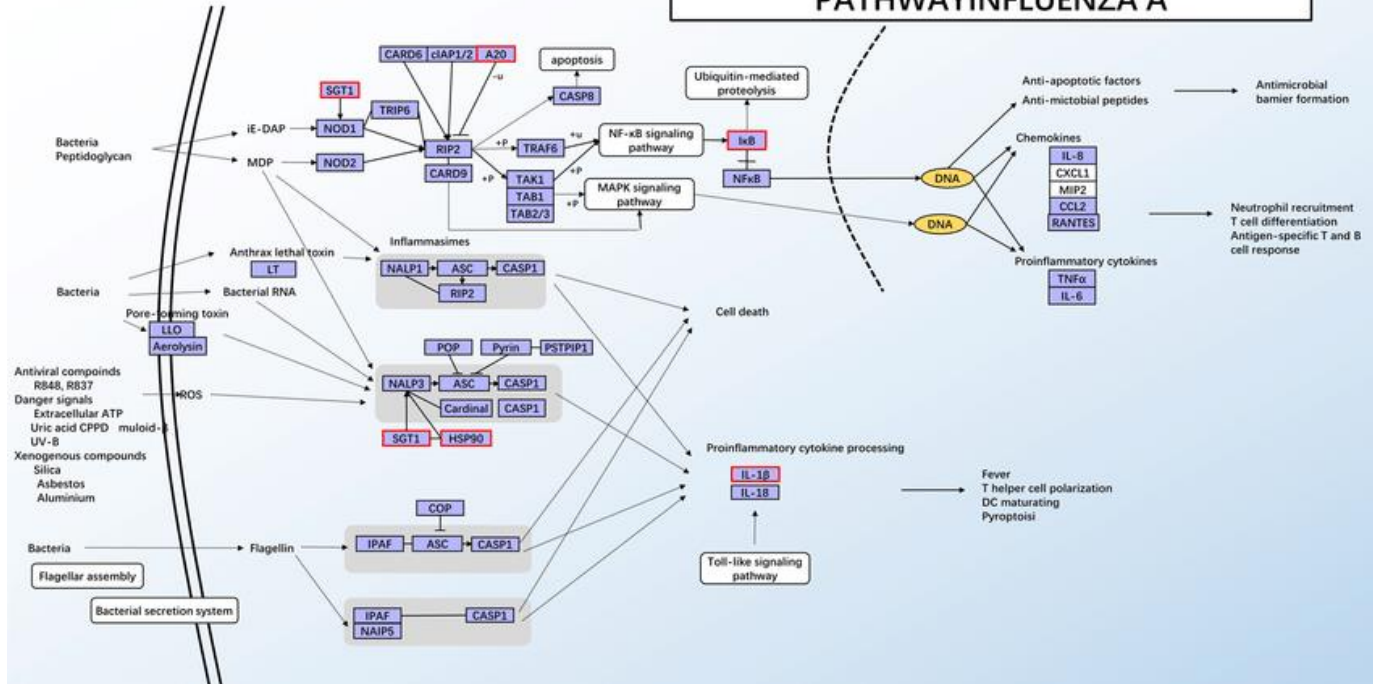 PATHWAYINFLUENZA A
CARD6 cIAP1/2 A20
-u
apoptosis
CASP8
SGT1
TRIP6
iE-DAP
NOD1
Bacteria
Peptidoglycan
MDP
NOD2
RIP2
CARD9
+P
TRAF6
+u
+P
TAK1
TAB1
TAB2/3
+P
+P
NF-κB signaling
pathway
MAPK signaling
pathway
Ubiquitin-mediated
proteolysis
IκB
NFκB
DNA
DNA
Anti-apoptotic factors
Anti-mictobial peptides
Antimicrobial
bamier formation
Chemokines
IL-8
CXCL1
MIP2
CCL2
RANTES
Neutrophil recruitment
T cell differentiation
Antigen-specific T and B
cell response
Proinflammatory cytokines
TNFα
IL-6
Inflammasimes
Anthrax lethal toxin
LT
NALP1
ASC
CASP1
RIP2
Bacteria
Bacterial RNA
Pore-forming toxin
LLO
Aerolysin
Cell death
POP
Pyrin
PSTPIP1
NALP3
ASC
CASP1
Cardinal
CASP1
SGT1
HSP90
Antiviral compoinds
R848, R837
Danger signals
ROS
Extracellular ATP
Uric acid CPPD muloid-β
UV-B
Xenogenous compounds
Silica
Asbestos
Aluminium
Proinflammatory cytokine processing
IL-1β
IL-18
Fever
T helper cell polarization
DC maturating
Pyroptoisi
Toll-like signaling
pathway
COP
IPAF
ASC
CASP1
Bacteria
Flagellin
Flagellar assembly
Bacterial secretion system
IPAF
NAIP5
CASP1